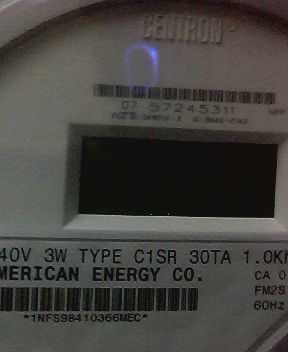 CENTRON
07 57245311
40V 3W TYPE C1SR 30TA 1.0K
MERICAN ENERGY CO.
CA 0
FM2S
60Hz
*1NFS98410366MEC*